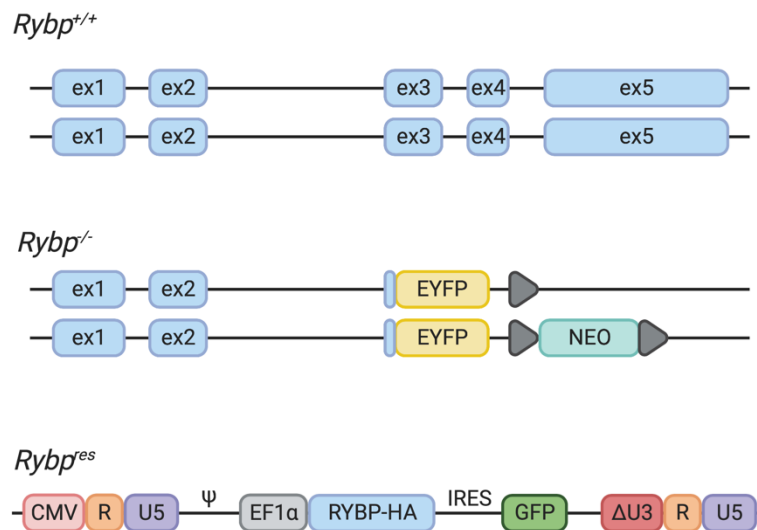 Rybp+/+
ex1 ex2 ex3 ex4 ex5
ex1 ex2 ex3 ex4 ex5
Rybp-/-
ex1 ex2 EYFP
ex1 ex2 EYFP NEO
Rybpres
CMV R U5 ψ EF1α RYBP-HA IRES GFP ΔU3 R U5